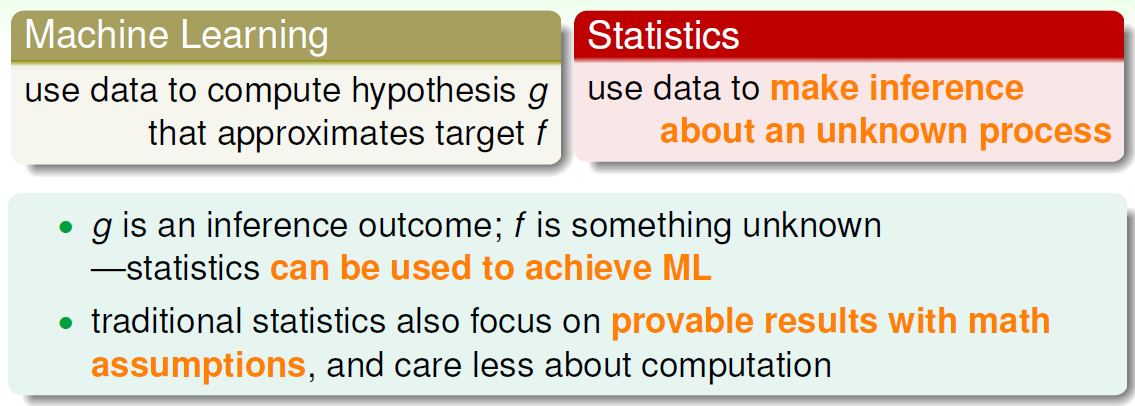 Machine Learning
use data to compute hypothesis g
that approximates target f
Statistics
use data to make inference
about an unknown process
• g is an inference outcome; f is something unknown
—statistics can be used to achieve ML
• traditional statistics also focus on provable results with math
assumptions, and care less about computation